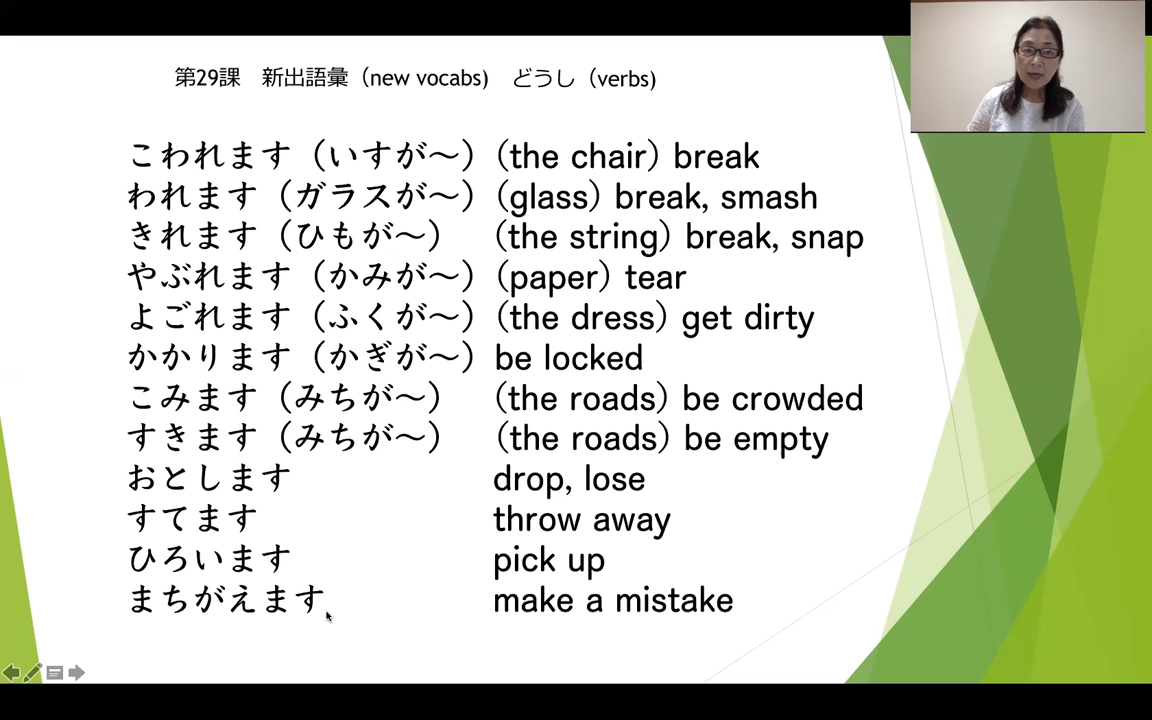 第29課　新出語彙（new vocabs）　どうし（verbs)
こわれます（いすが～）(the chair) break
われます（ガラスが～）(glass) break, smash
きれます（ひもが～）　(the string) break, snap
やぶれます（かみが～）(paper) tear
よごれます（ふくが～）(the dress) get dirty
かかります（かぎが～）be locked
こみます（みちが～）　(the roads) be crowded
すきます（みちが～）　(the roads) be empty
おとします　drop, lose
すてます　throw away
ひろいます　pick up
まちがえます　make a mistake